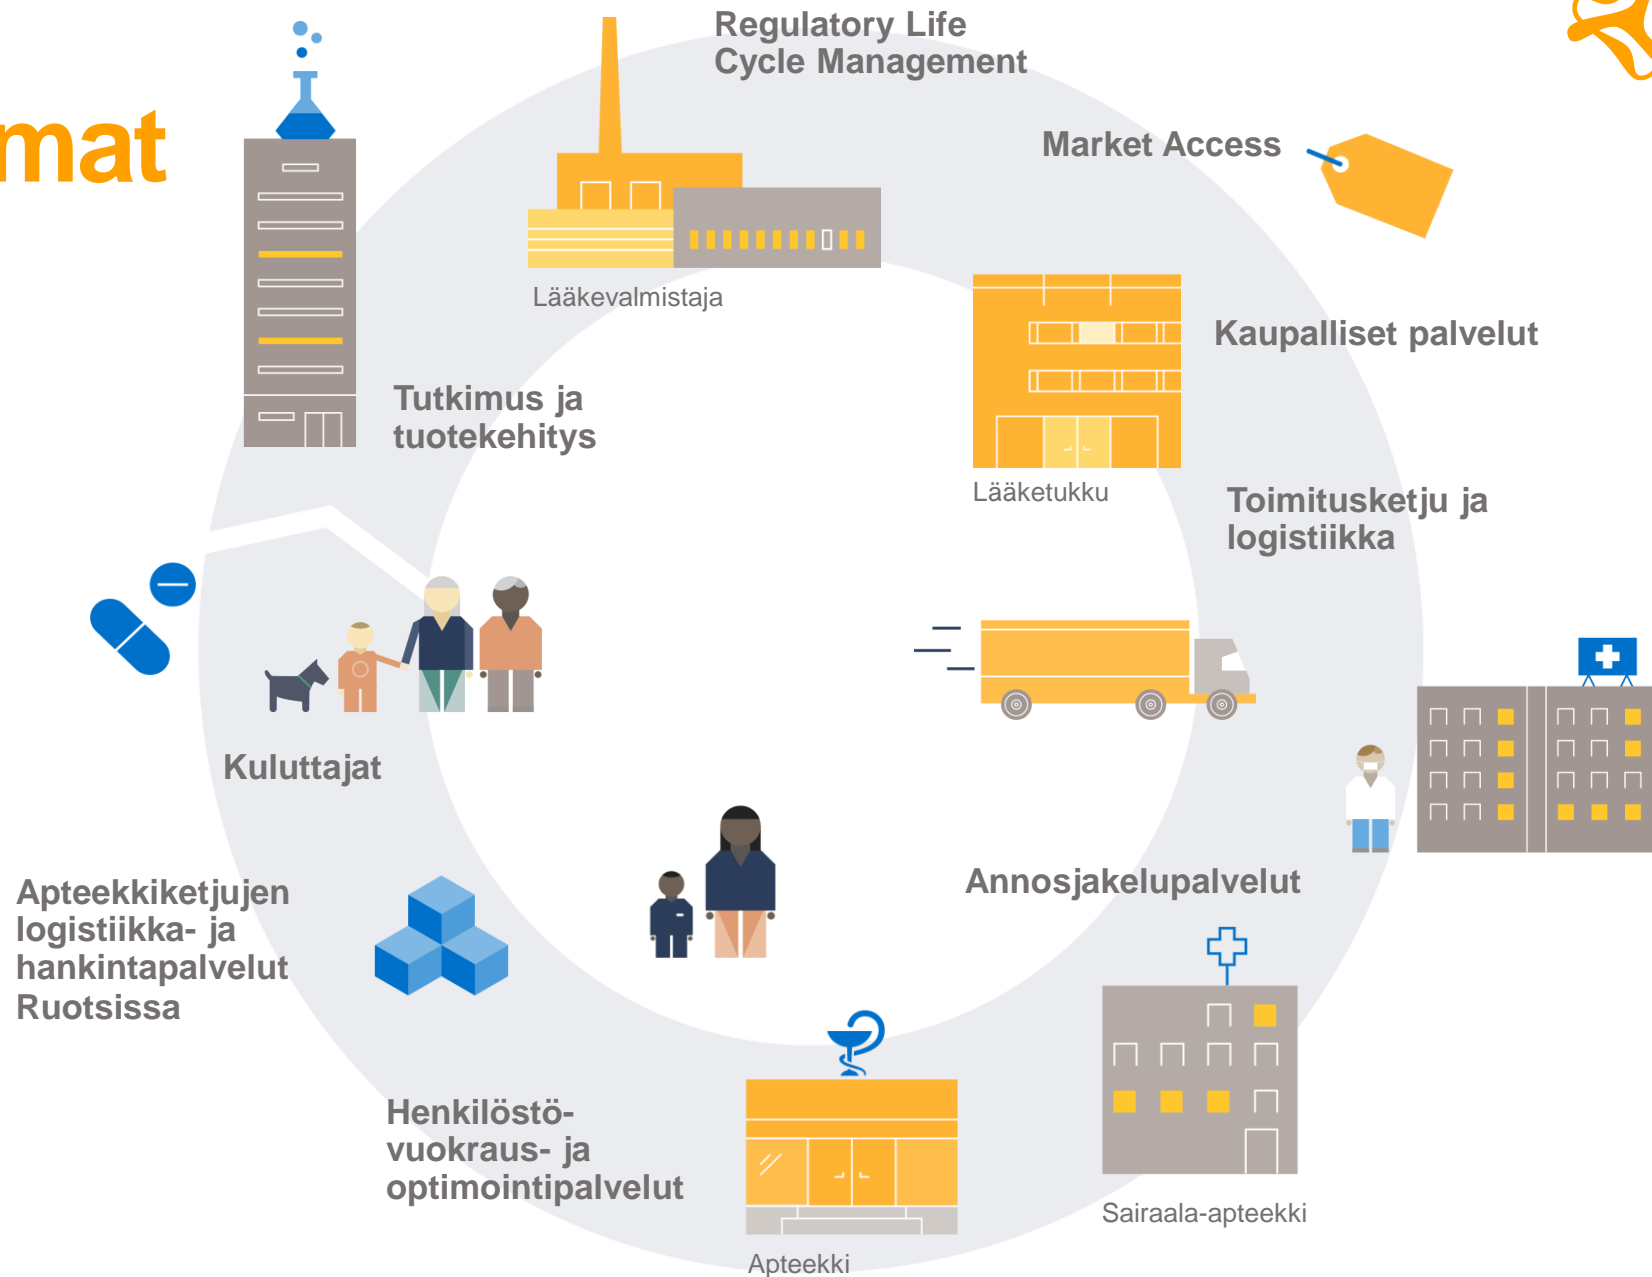 Regulatory Life
Cycle Management
mat
Market Access
Lääkevalmistaja
Kaupalliset palvelut
Tutkimus ja
tuotekehitys
Lääketukku
Toimitusketju ja
logistiikka
Kuluttajat
Annosjakelupalvelut
Apteekkiketjujen
logistiikka- ja
hankintapalvelut
Ruotsissa
Henkilöstö-
vuokraus- ja
optimointipalvelut
Sairaala-apteekki
Apteekki